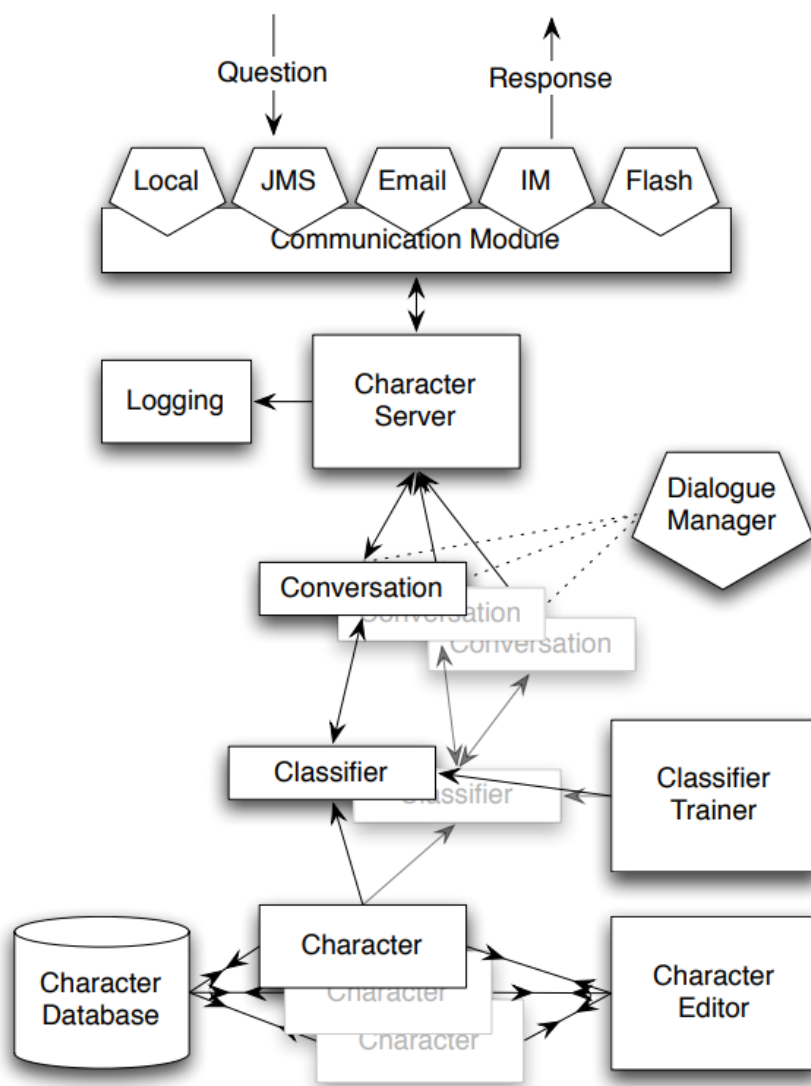 Question
Response
Local
JMS
Email
IM
Flash
Communication Module
Logging
Character
Server
Dialogue
Manager
Conversation
Conversation
Conversation
Classifier
Classifier
Classifier
Trainer
Character
Character
Character
Character
Database
Character
Editor